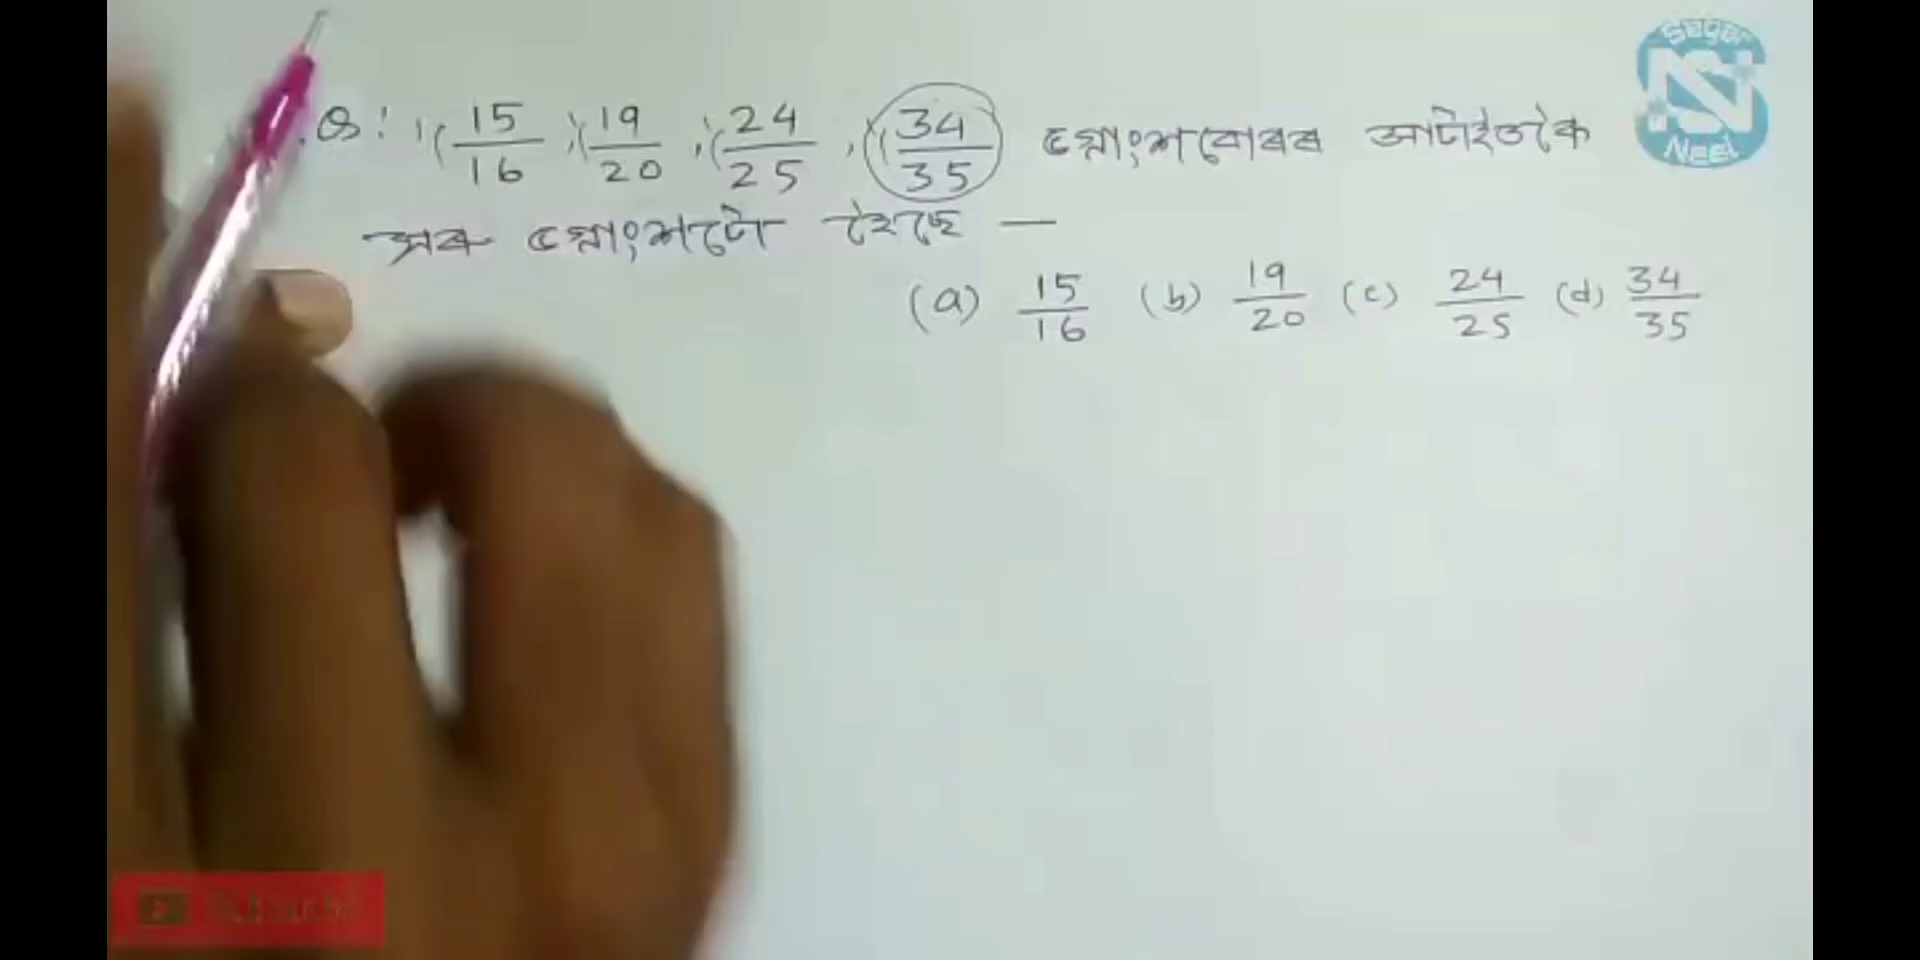 Q: 15/16, 19/20, 24/25, 34/35 ভগ্নাংশবোৰৰ আটাইতকৈ
সৰু ভগ্নাংশটো হৈছে —
(a) 15/16 (b) 19/20 (c) 24/25 (d) 34/35
Sagar
NS
Neel